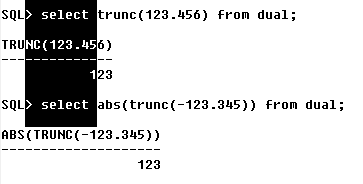 SQL> select trunc(123.456) from dual;
TRUNC(123.456)
--------------
123
SQL> select abs(trunc(-123.345)) from dual;
ABS(TRUNC(-123.345))
--------------------
123